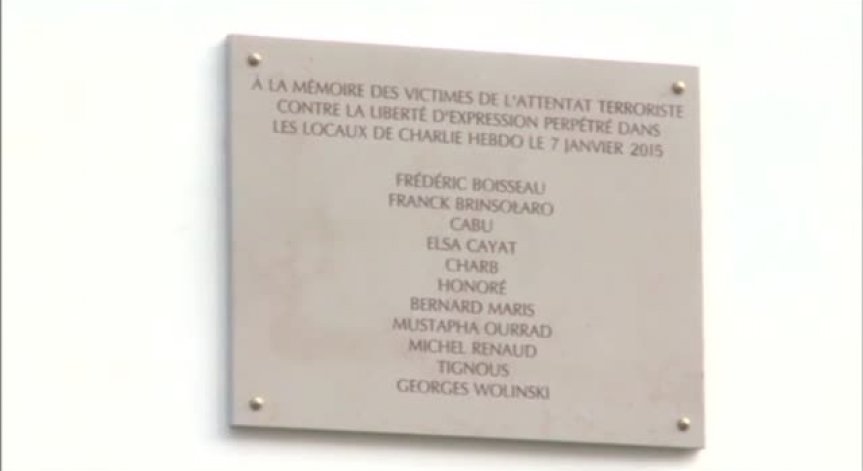 À LA MÉMOIRE DES VICTIMES DE L'ATTENTAT TERRORISTE
CONTRE LA LIBERTÉ D'EXPRESSION PERPÉTRÉ DANS
LES LOCAUX DE CHARLIE HEBDO LE 7 JANVIER 2015
FRÉDÉRIC BOISSEAU
FRANCK BRINSOLARO
CABU
ELSA CAYAT
CHARB
HONORÉ
BERNARD MARIS
MUSTAPHA OURRAD
MICHEL RENAUD
TIGNOUS
GEORGES WOLINSKI